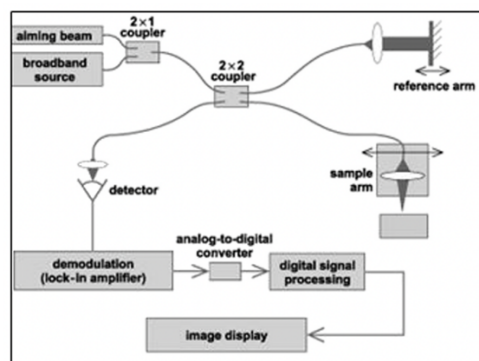 aiming beam
broadband
source
2×1
coupler
2×2
coupler
reference arm
sample
arm
detector
analog-to-digital
converter
demodulation
(lock-in amplifier)
digital signal
processing
image display